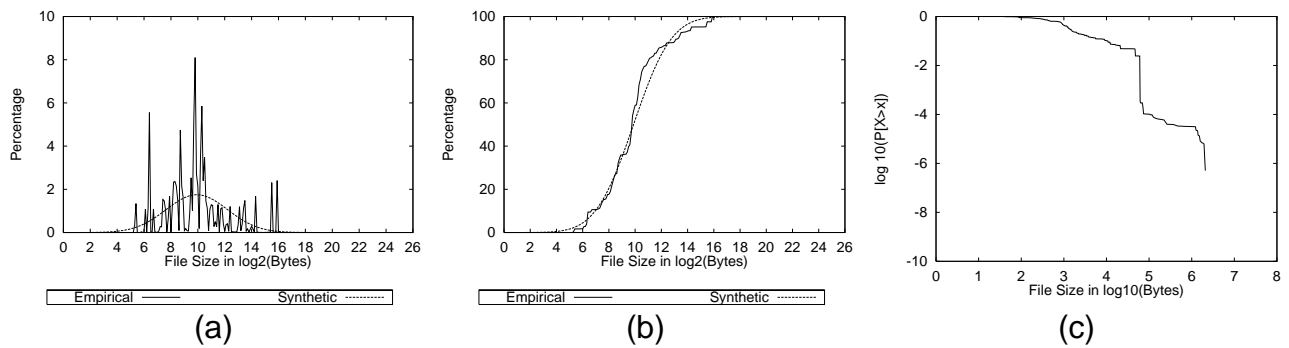 10
8
6
4
2
0
Percentage
0 2 4 6 8 10 12 14 16 18 20 22 24 26
File Size in log2(Bytes)
Empirical Synthetic
(a)
100
80
60
40
20
0
Percentage
0 2 4 6 8 10 12 14 16 18 20 22 24 26
File Size in log2(Bytes)
Empirical Synthetic
(b)
0
-2
-4
-6
-8
-10
log 10(P[X>x])
0 1 2 3 4 5 6 7 8
File Size in log10(Bytes)
(c)